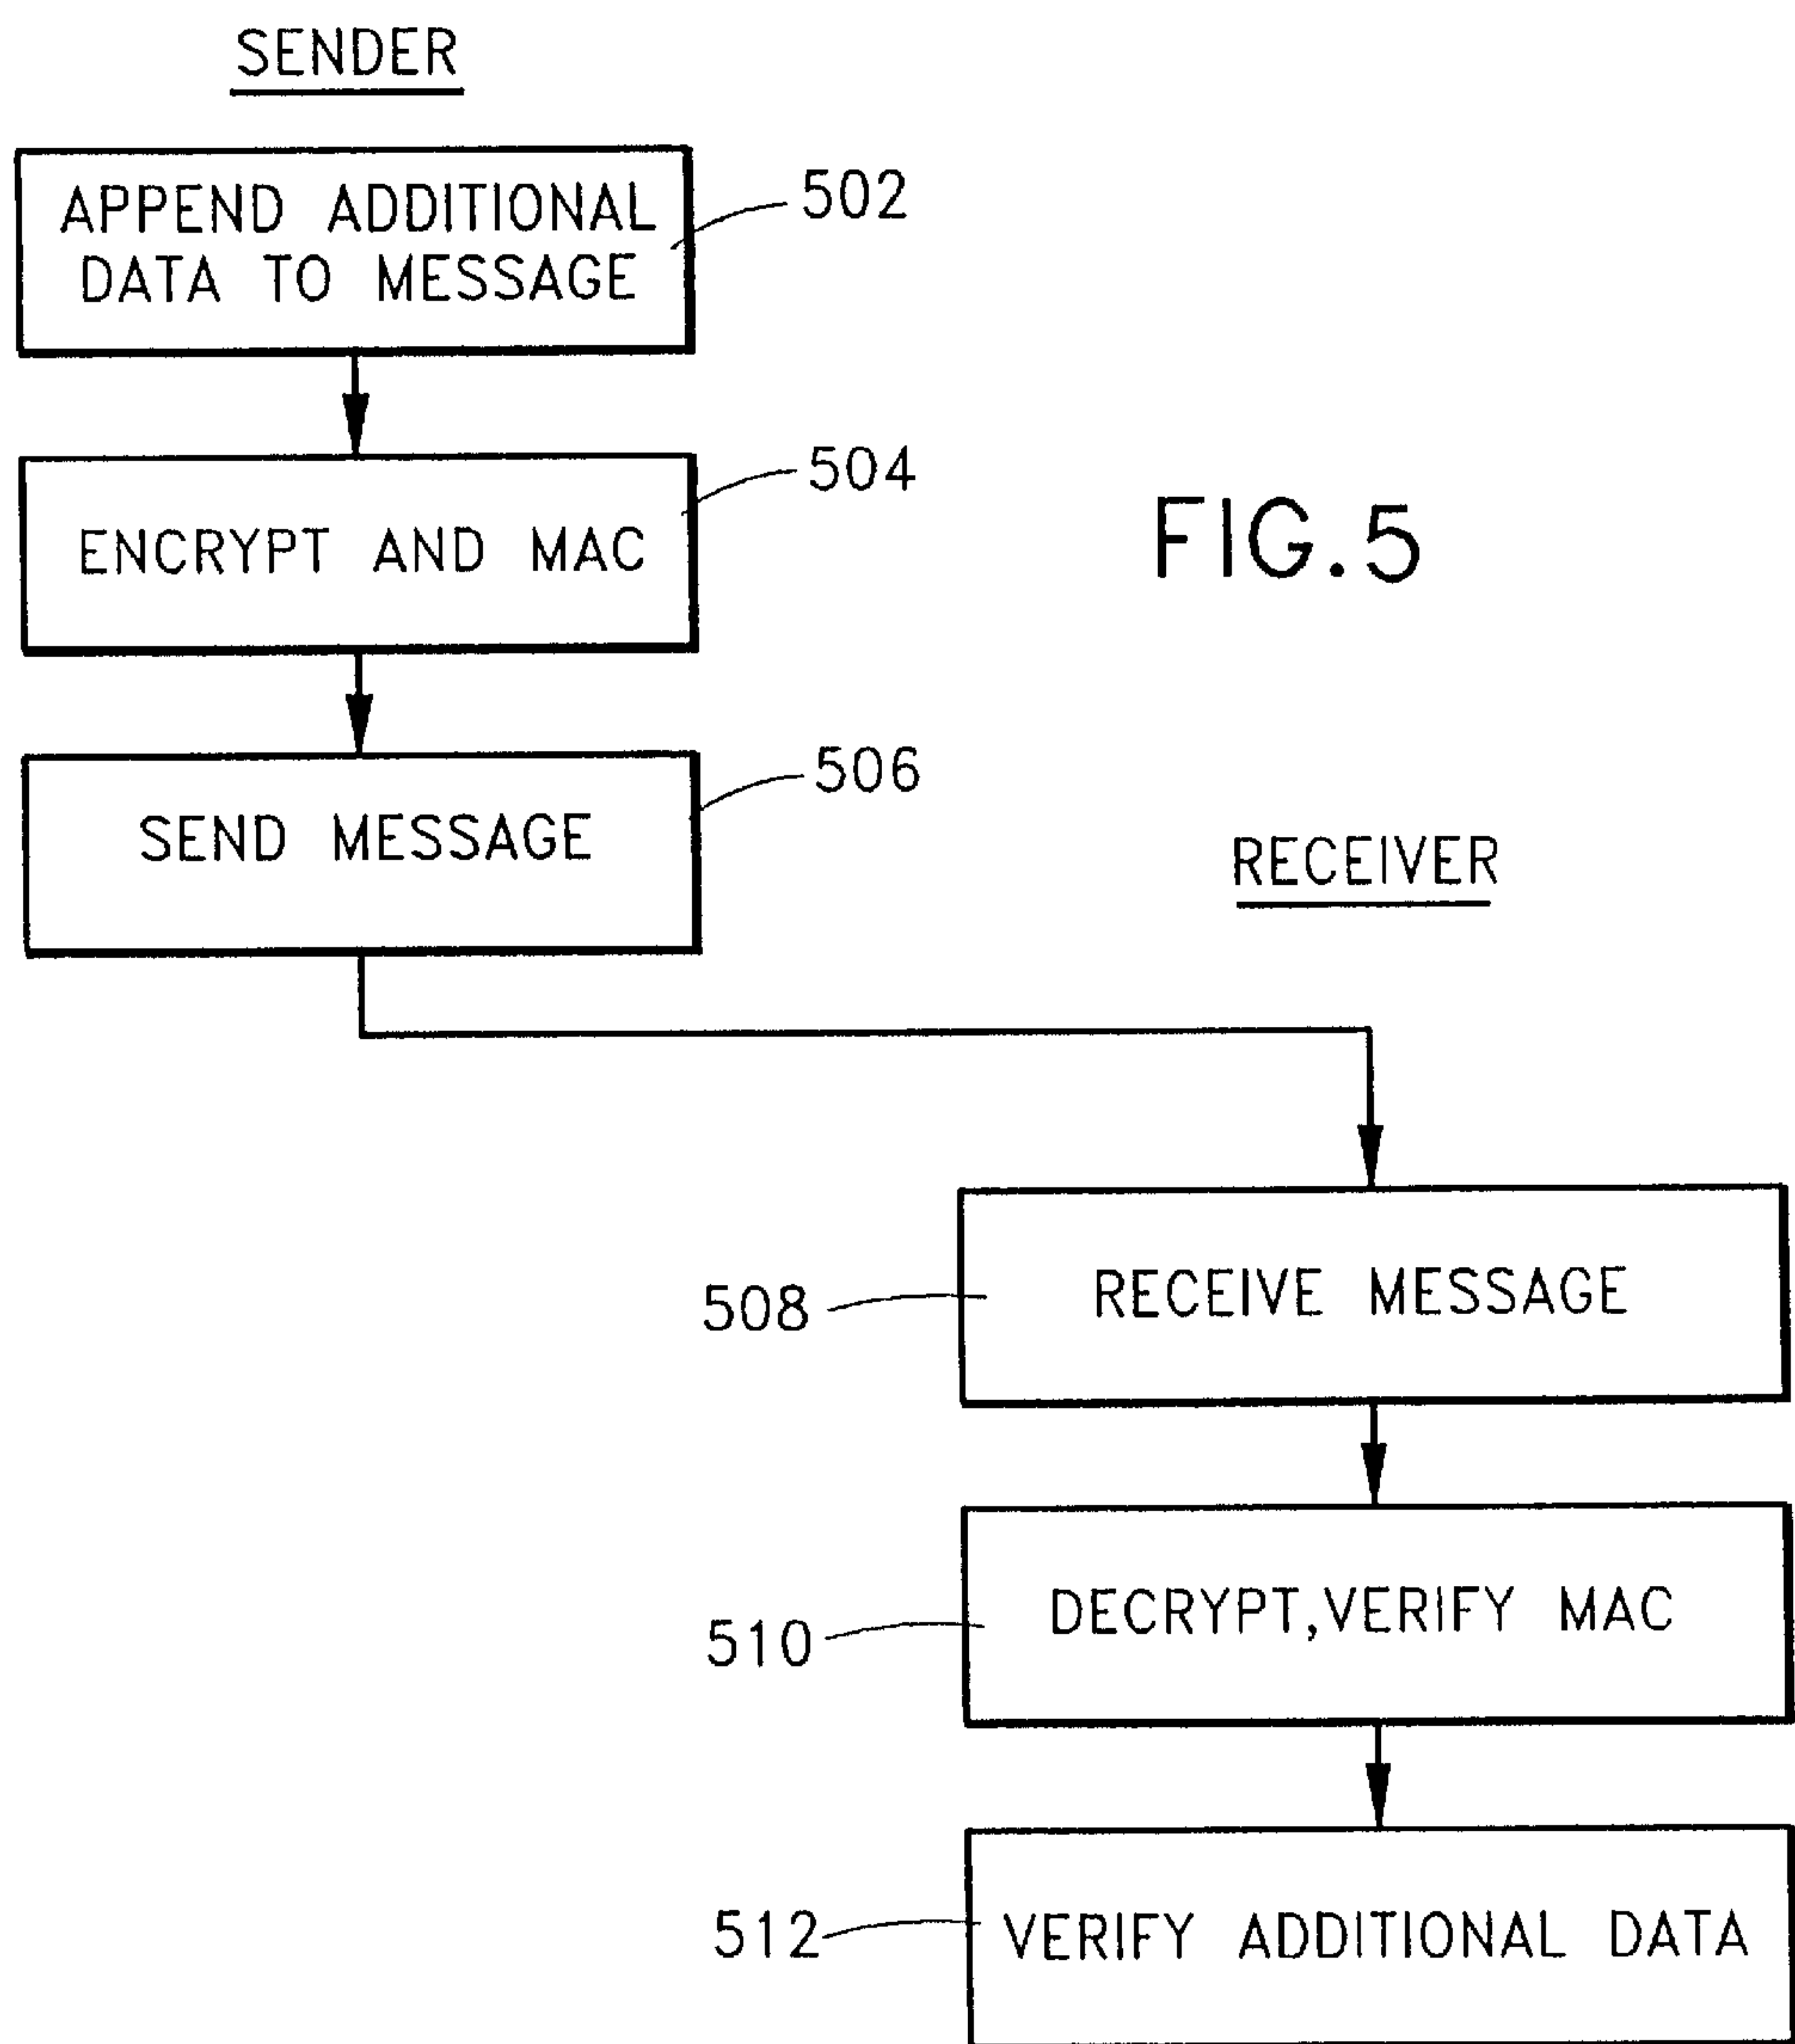 SENDER
APPEND ADDITIONAL
DATA TO MESSAGE
502
ENCRYPT AND MAC
504
FIG.5
SEND MESSAGE
506
RECEIVER
508
RECEIVE MESSAGE
510
DECRYPT,VERIFY MAC
512
VERIFY ADDITIONAL DATA